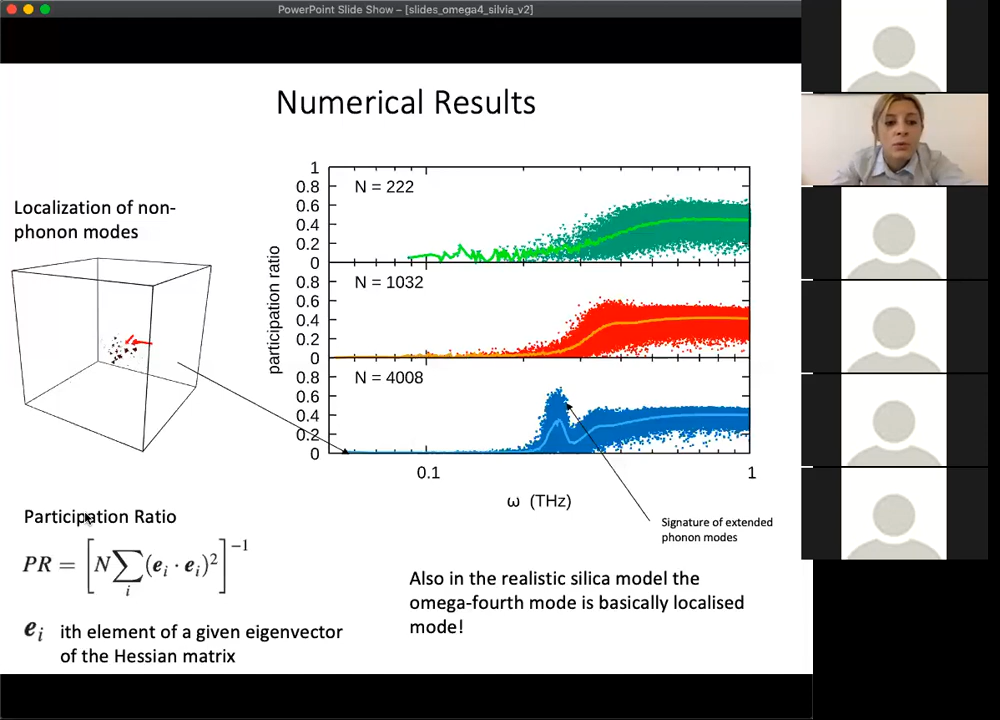 PowerPoint Slide Show – [slides_omega4_silvia_v2]
Numerical Results
Localization of non-
phonon modes
participation ratio
1
0.8
0.6
0.4
0.2
0
N = 222
0.8
0.6
0.4
0.2
0
N = 1032
0.8
0.6
0.4
0.2
0
N = 4008
0.1
1
ω (THz)
Signature of extended
phonon modes
Participation Ratio
PR = [N∑i(ei · ei)²]⁻¹
ei ith element of a given eigenvector
of the Hessian matrix
Also in the realistic silica model the
omega-fourth mode is basically localised
mode!